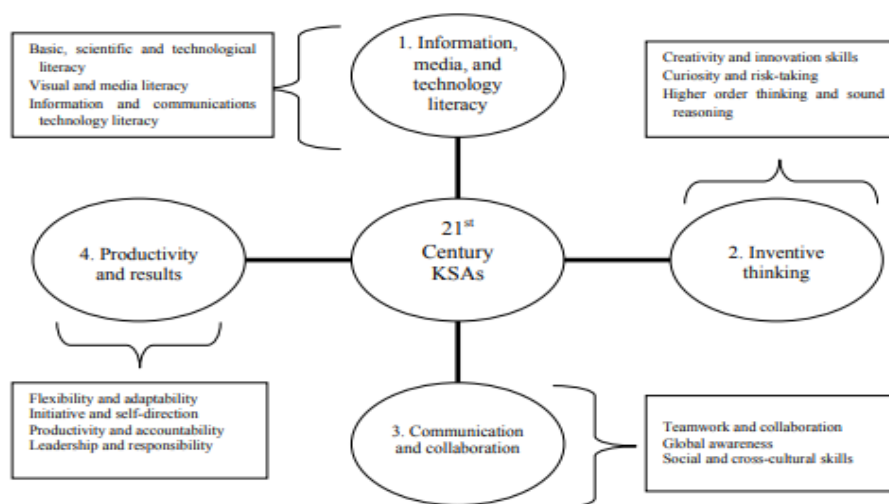 Basic, scientific and technological
literacy
Visual and media literacy
Information and communications
technology literacy
1. Information,
media, and
technology
literacy
Creativity and innovation skills
Curiosity and risk-taking
Higher order thinking and sound
reasoning
4. Productivity
and results
21st
Century
KSAs
2. Inventive
thinking
Flexibility and adaptability
Initiative and self-direction
Productivity and accountability
Leadership and responsibility
3. Communication
and collaboration
Teamwork and collaboration
Global awareness
Social and cross-cultural skills